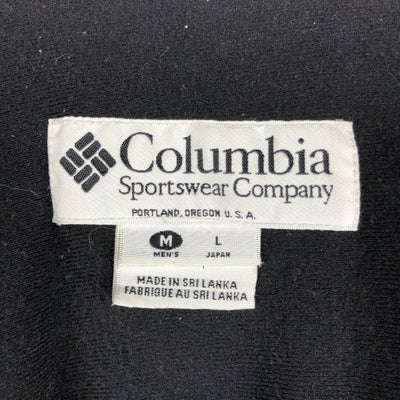 Columbia
Sportswear Company
PORTLAND, OREGON U.S.A.
M L
MEN'S JAPAN
MADE IN SRI LANKA
FABRIQUE AU SRI LANKA